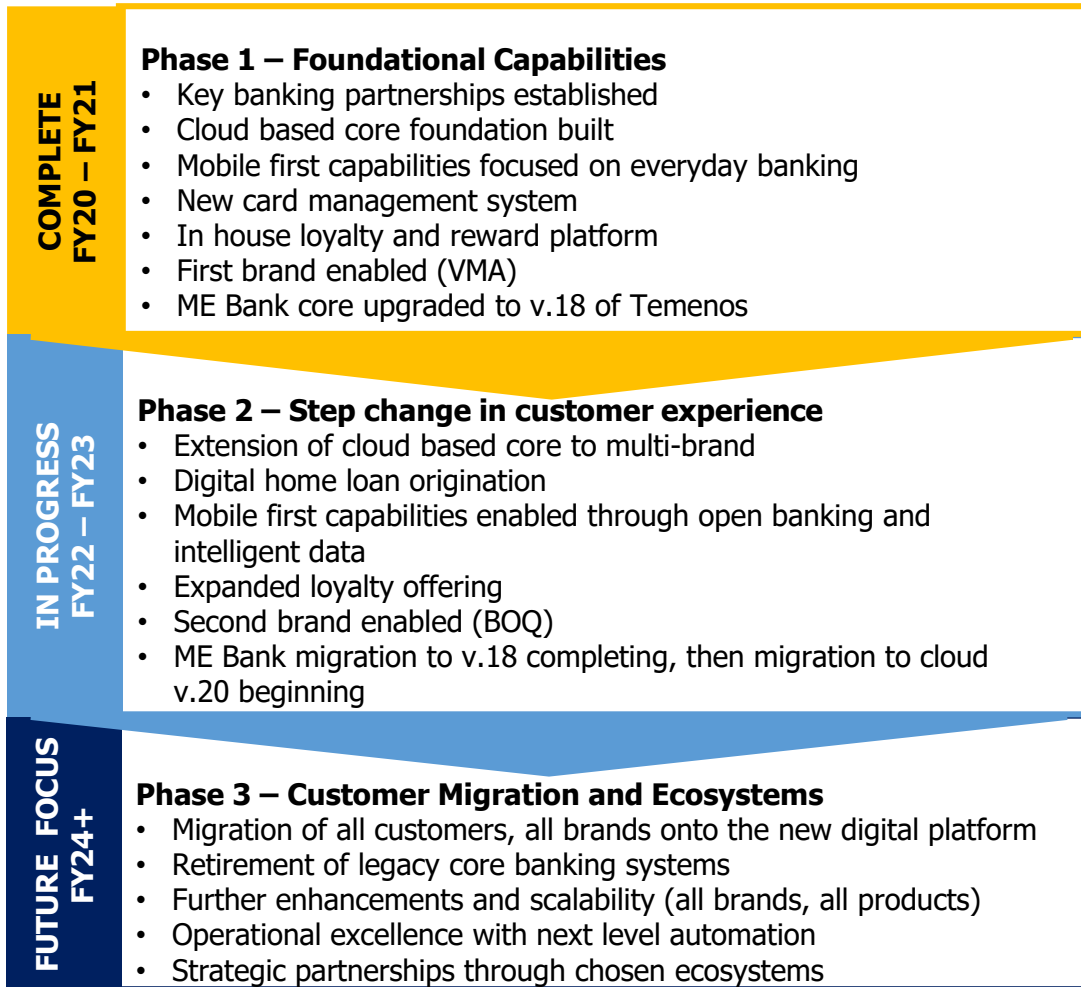 COMPLETE
FY20 – FY21
Phase 1 – Foundational Capabilities
• Key banking partnerships established
• Cloud based core foundation built
• Mobile first capabilities focused on everyday banking
• New card management system
• In house loyalty and reward platform
• First brand enabled (VMA)
• ME Bank core upgraded to v.18 of Temenos
IN PROGRESS
FY22 – FY23
Phase 2 – Step change in customer experience
• Extension of cloud based core to multi-brand
• Digital home loan origination
• Mobile first capabilities enabled through open banking and
intelligent data
• Expanded loyalty offering
• Second brand enabled (BOQ)
• ME Bank migration to v.18 completing, then migration to cloud
v.20 beginning
FUTURE FOCUS
FY24+
Phase 3 – Customer Migration and Ecosystems
• Migration of all customers, all brands onto the new digital platform
• Retirement of legacy core banking systems
• Further enhancements and scalability (all brands, all products)
• Operational excellence with next level automation
• Strategic partnerships through chosen ecosystems